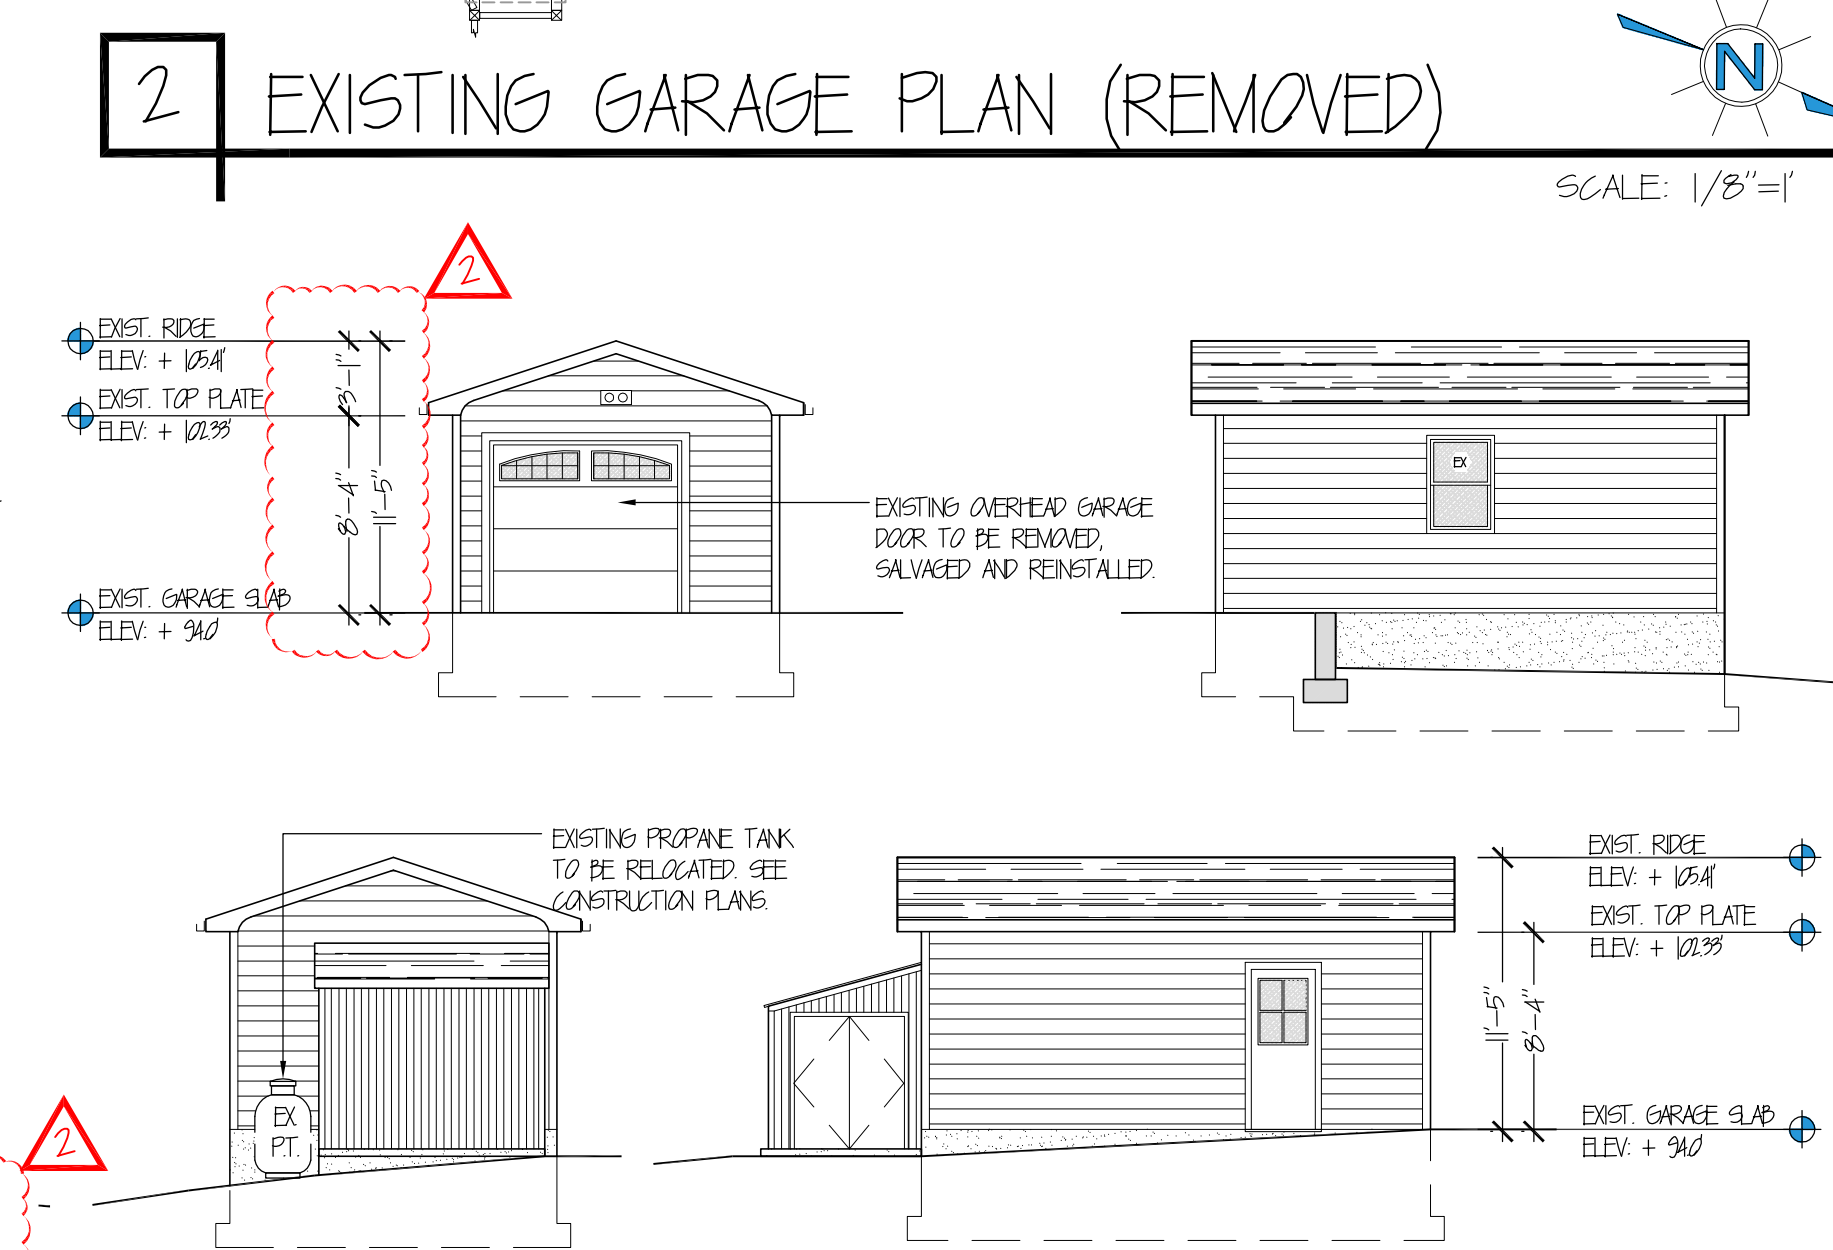 2
EXISTING GARAGE PLAN (REMOVED)
N
SCALE: 1/8"=1'
2
EXIST. RIDGE
ELEV: + 105.41'
EXIST. TOP PLATE
ELEV: + 102.33'
EXIST. GARAGE SLAB
ELEV: + 94.0'
3'-1"
8'-4"
11'-5"
EXISTING OVERHEAD GARAGE
DOOR TO BE REMOVED,
SALVAGED AND REINSTALLED.
EX
EXISTING PROPANE TANK
TO BE RELOCATED. SEE
CONSTRUCTION PLANS.
EX
P.T.
2
EXIST. RIDGE
ELEV: + 105.41'
EXIST. TOP PLATE
ELEV: + 102.33'
11'-5"
8'-4"
EXIST. GARAGE SLAB
ELEV: + 94.0'